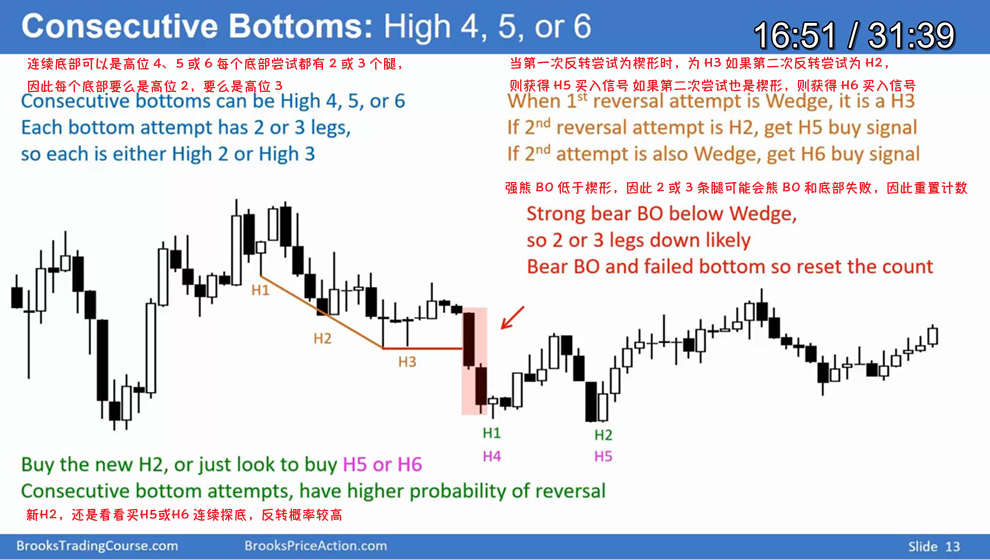 Consecutive Bottoms: High 4, 5, or 6
16:51 / 31:39
连续底部可以是高位 4、5 或 6 每个底部尝试都有 2 或 3 个腿，
因此每个底部要么是高位 2，要么是高位 3
Consecutive bottoms can be High 4, 5, or 6
Each bottom attempt has 2 or 3 legs,
so each is either High 2 or High 3
当第一次反转尝试为楔形时，为 H3 如果第二次反转尝试为 H2，
则获得 H5 买入信号 如果第二次尝试也是楔形，则获得 H6 买入信号
When 1st reversal attempt is Wedge, it is a H3
If 2nd reversal attempt is H2, get H5 buy signal
If 2nd attempt is also Wedge, get H6 buy signal
强熊 BO 低于楔形，因此 2 或 3 条腿可能会熊 BO 和底部失败，因此重置计数
Strong bear BO below Wedge,
so 2 or 3 legs down likely
Bear BO and failed bottom so reset the count
H1
H2
H3
H1
H4
H2
H5
Buy the new H2, or just look to buy H5 or H6
Consecutive bottom attempts, have higher probability of reversal
新H2，还是看看买H5或H6 连续探底，反转概率较高
BrooksTradingCourse.com
BrooksPriceAction.com
Slide 13